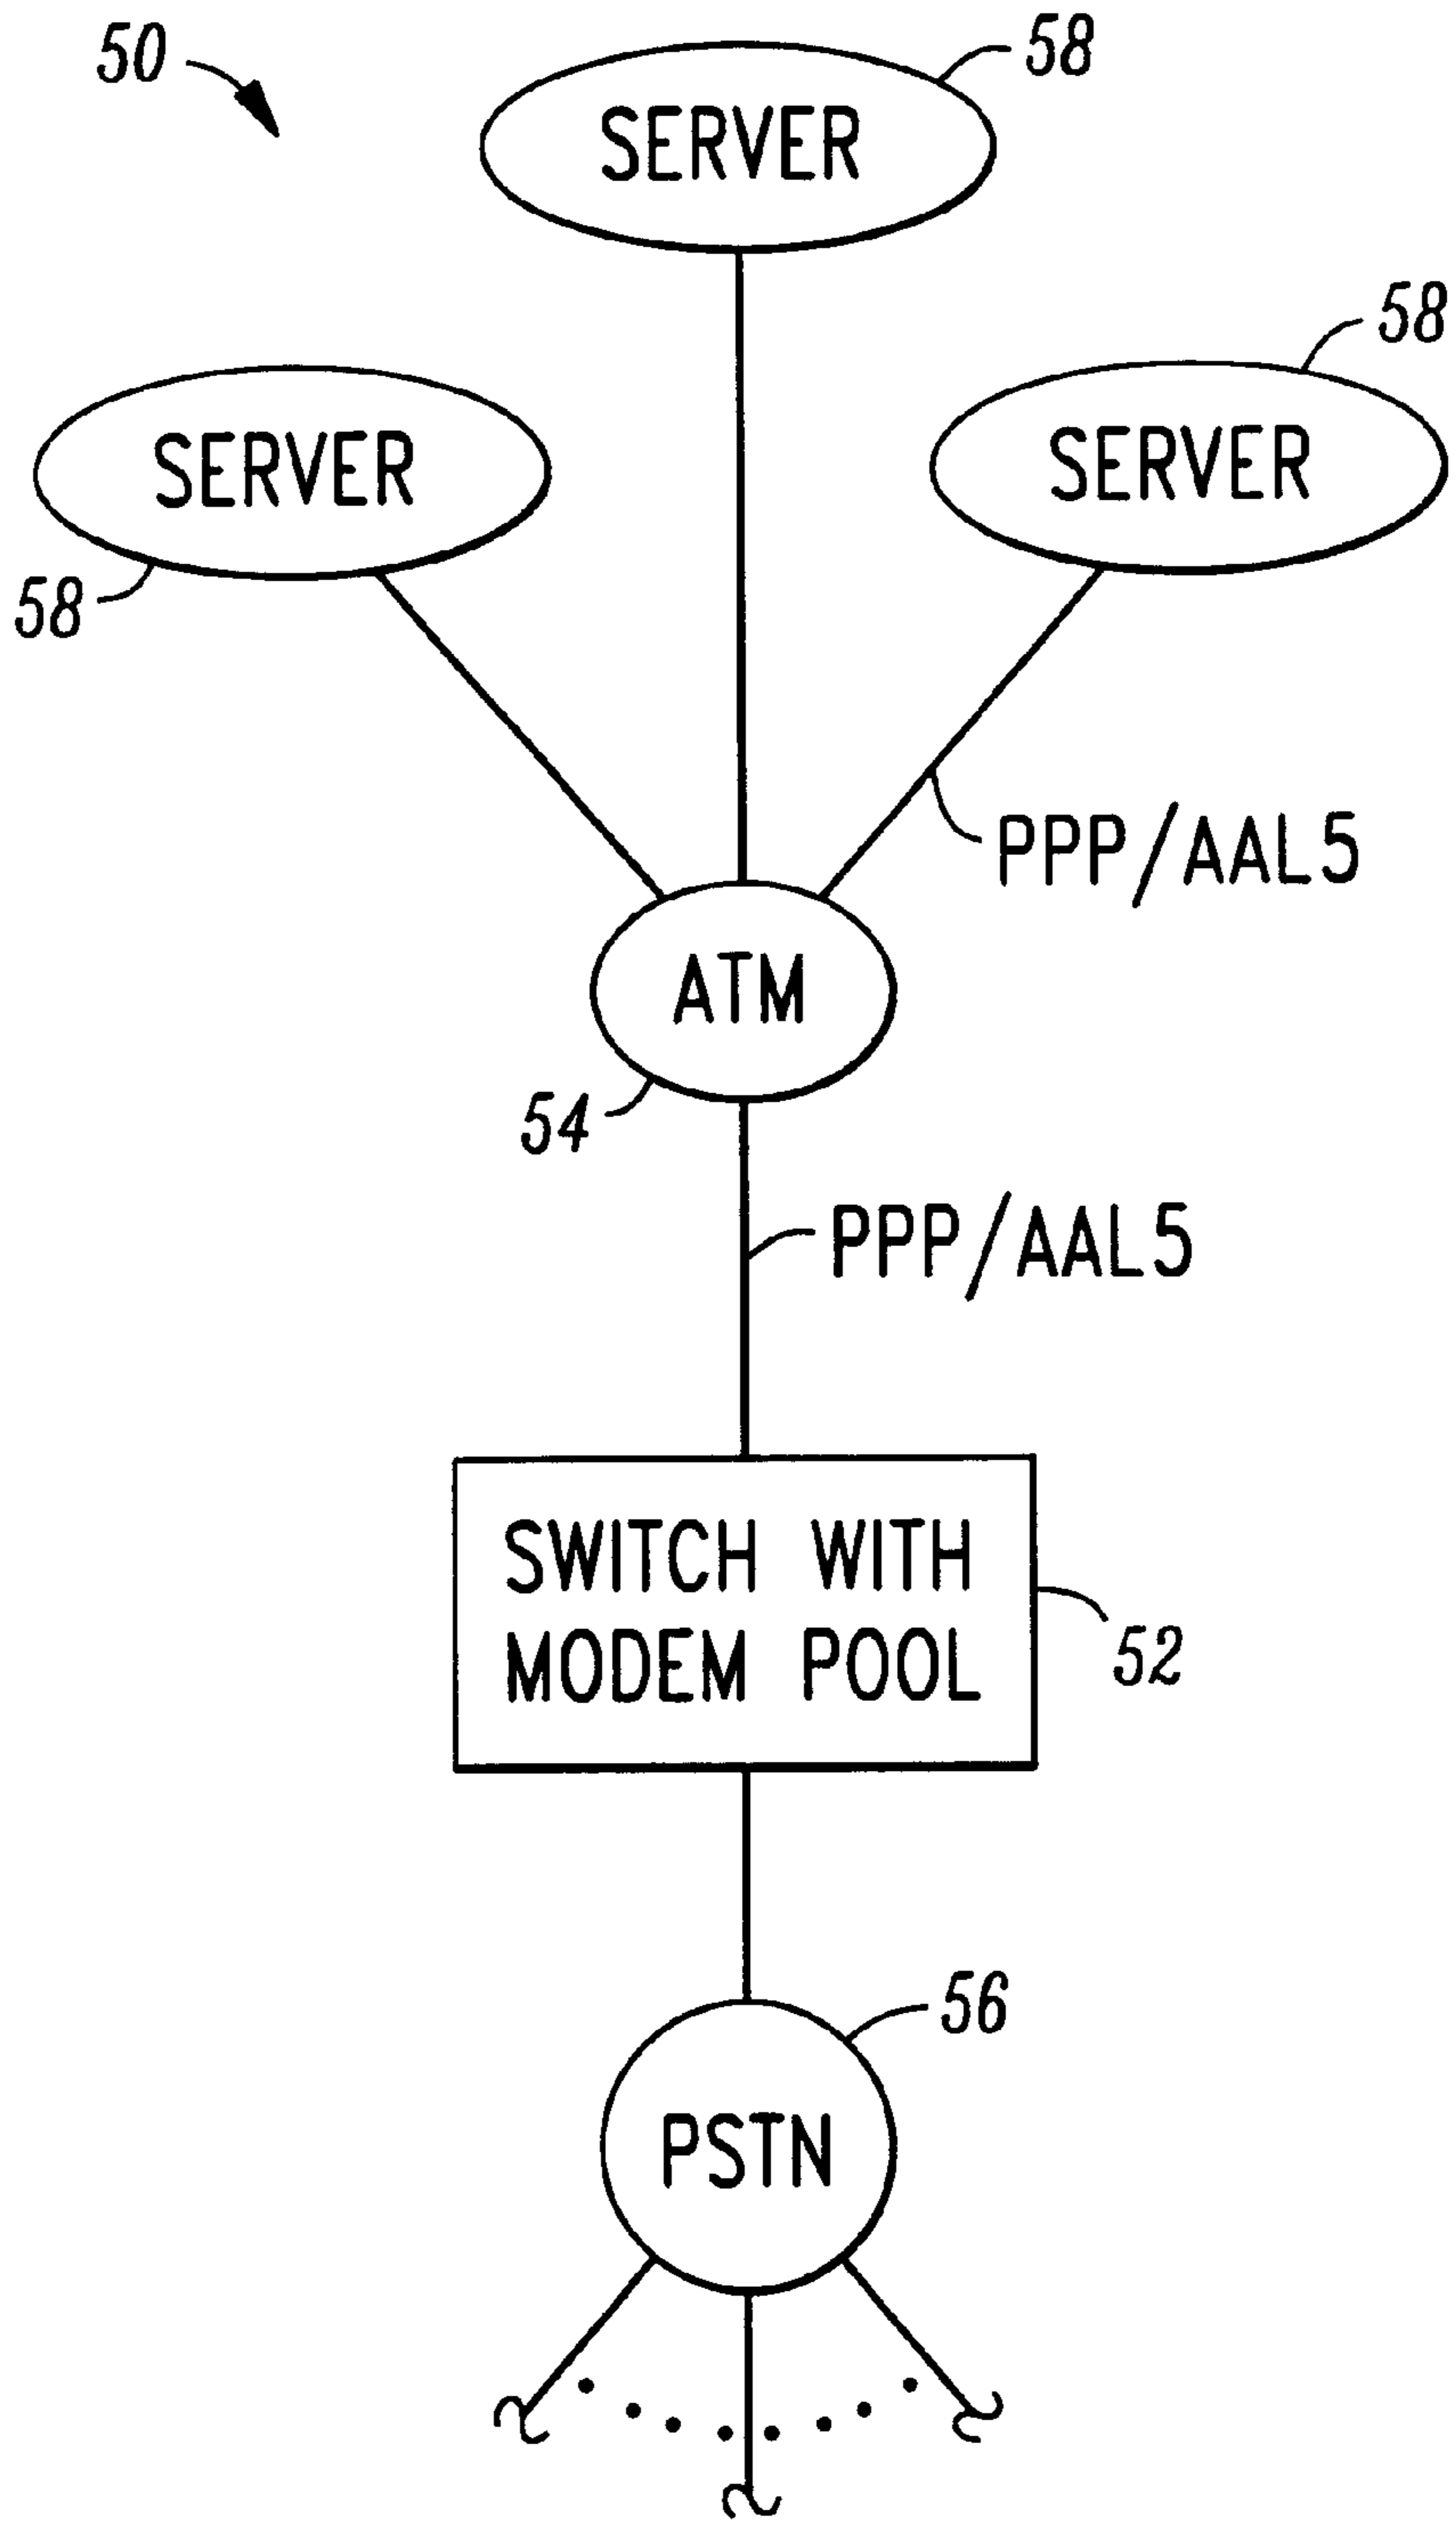 50
58
SERVER
58
SERVER
SERVER
58
PPP/AAL5
ATM
54
PPP/AAL5
SWITCH WITH
MODEM POOL
52
56
PSTN